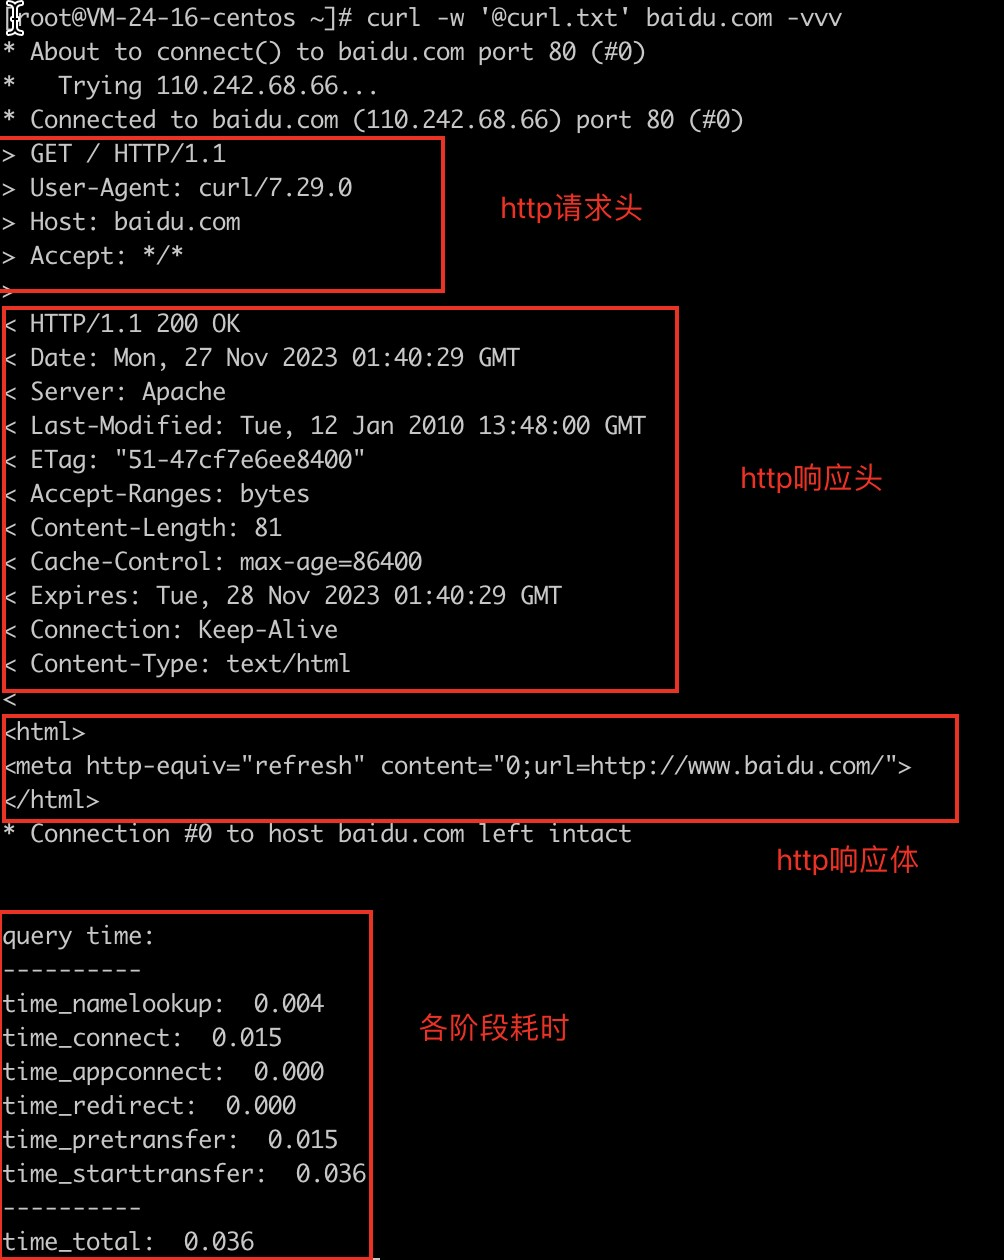 [root@VM-24-16-centos ~]# curl -w '@curl.txt' baidu.com -vvv
* About to connect() to baidu.com port 80 (#0)
*   Trying 110.242.68.66...
* Connected to baidu.com (110.242.68.66) port 80 (#0)
> GET / HTTP/1.1
> User-Agent: curl/7.29.0
http请求头
> Host: baidu.com
> Accept: */*
>
< HTTP/1.1 200 OK
< Date: Mon, 27 Nov 2023 01:40:29 GMT
< Server: Apache
< Last-Modified: Tue, 12 Jan 2010 13:48:00 GMT
< ETag: "51-47cf7e6ee8400"
http响应头
< Accept-Ranges: bytes
< Content-Length: 81
< Cache-Control: max-age=86400
< Expires: Tue, 28 Nov 2023 01:40:29 GMT
< Connection: Keep-Alive
< Content-Type: text/html
<
<html>
<meta http-equiv="refresh" content="0;url=http://www.baidu.com/">
</html>
* Connection #0 to host baidu.com left intact
http响应体
query time:
----------
time_namelookup:  0.004
各阶段耗时
time_connect:  0.015
time_appconnect:  0.000
time_redirect:  0.000
time_pretransfer:  0.015
time_starttransfer:  0.036
----------
time_total:  0.036